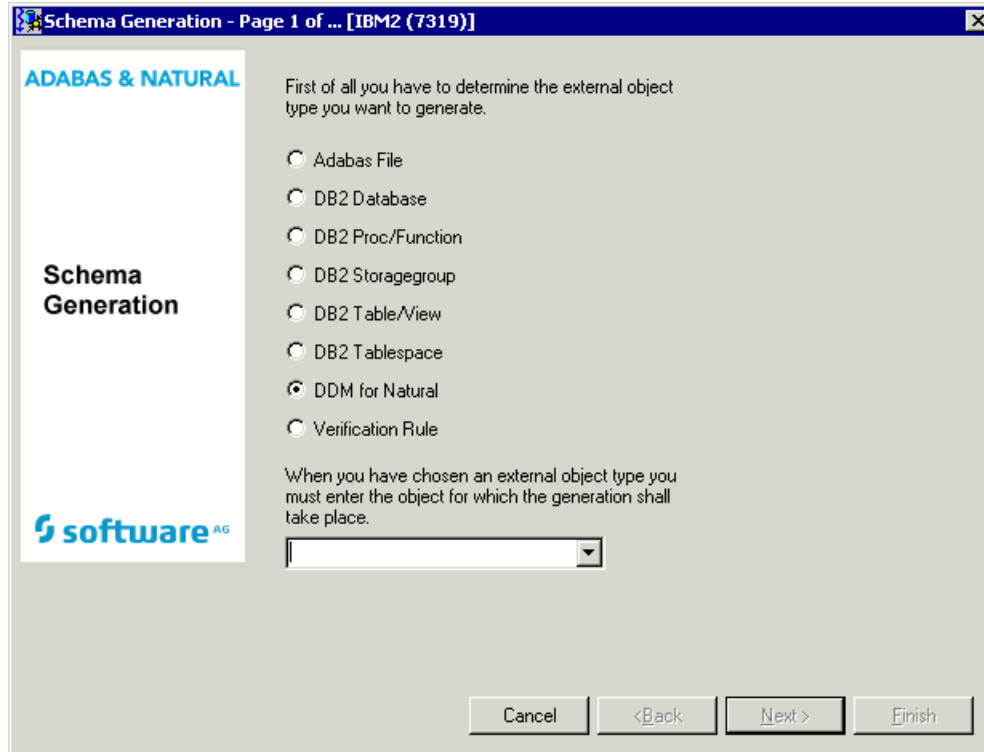 Schema Generation - Page 1 of ... [IBM2 (7319)]
ADABAS & NATURAL
Schema
Generation
software AG
First of all you have to determine the external object
type you want to generate.
Adabas File
DB2 Database
DB2 Proc/Function
DB2 Storagegroup
DB2 Table/View
DB2 Tablespace
DDM for Natural
Verification Rule
When you have chosen an external object type you
must enter the object for which the generation shall
take place.
Cancel
<Back
Next >
Finish